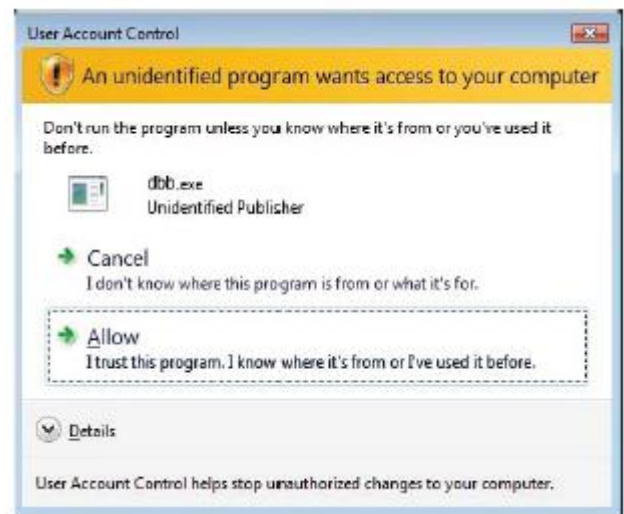 User Account Control
An unidentified program wants access to your computer
Don't run the program unless you know where it's from or you've used it
before.
dbb.exe
Unidentified Publisher
Cancel
I don't know where this program is from or what it's for.
Allow
I trust this program. I know where it's from or I've used it before.
Details
User Account Control helps stop unauthorized changes to your computer.